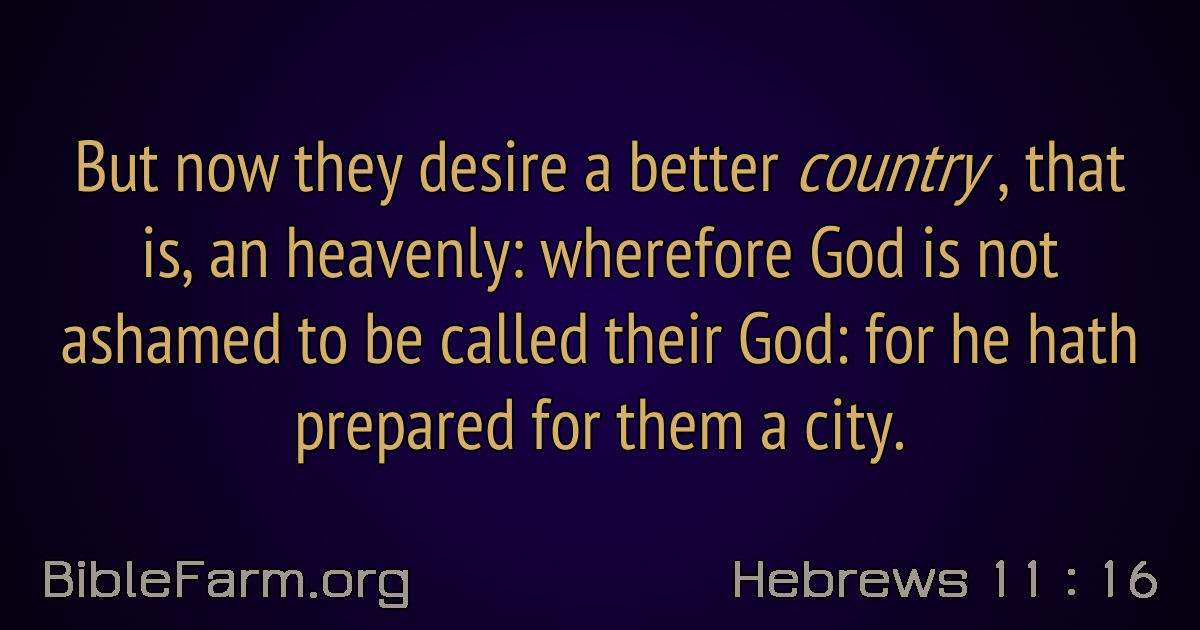 But now they desire a better country , that
is, an heavenly: wherefore God is not
ashamed to be called their God: for he hath
prepared for them a city.
BibleFarm.org
Hebrews 11 : 16